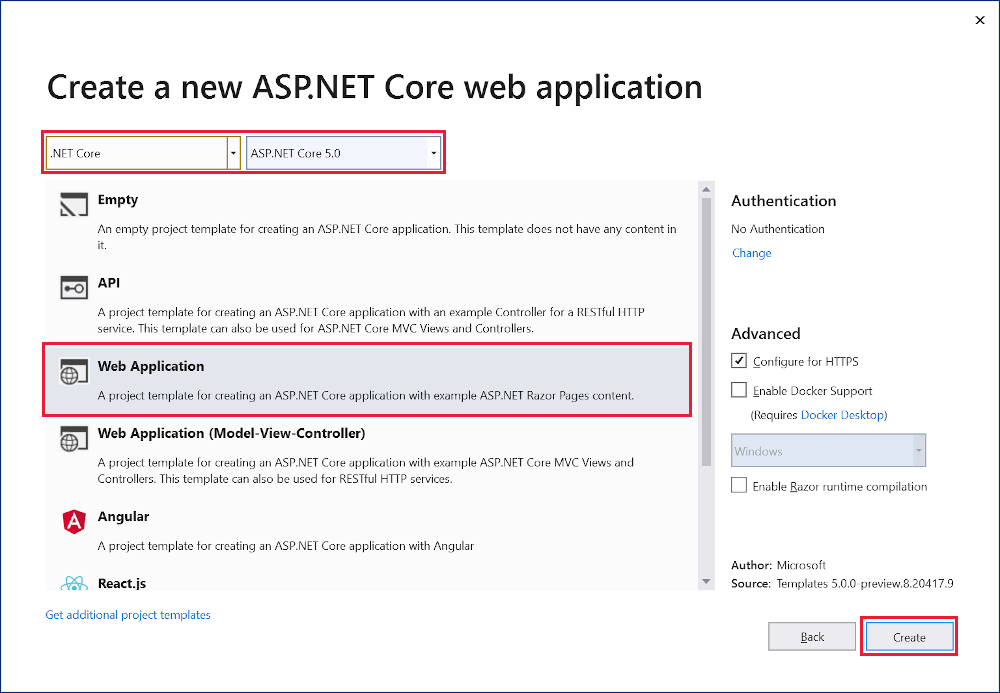 Create a new ASP.NET Core web application
.NET Core
ASP.NET Core 5.0
Empty
An empty project template for creating an ASP.NET Core application. This template does not have any content in
it.
API
A project template for creating an ASP.NET Core application with an example Controller for a RESTful HTTP
service. This template can also be used for ASP.NET Core MVC Views and Controllers.
Web Application
A project template for creating an ASP.NET Core application with example ASP.NET Razor Pages content.
Web Application (Model-View-Controller)
A project template for creating an ASP.NET Core application with example ASP.NET Core MVC Views and
Controllers. This template can also be used for RESTful HTTP services.
Angular
A project template for creating an ASP.NET Core application with Angular
React.js
Get additional project templates
Authentication
No Authentication
Change
Advanced
Configure for HTTPS
Enable Docker Support
(Requires Docker Desktop)
Windows
Enable Razor runtime compilation
Author: Microsoft
Source: Templates 5.0.0-preview.8.20417.9
Back
Create